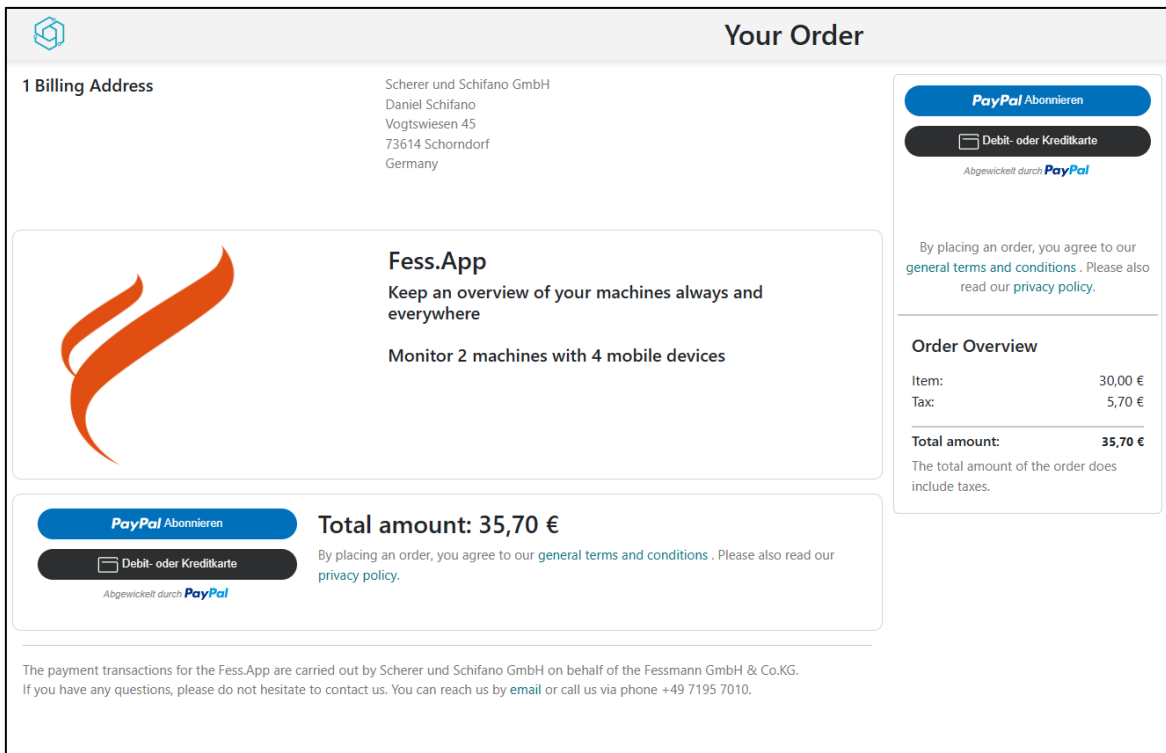 Your Order
1 Billing Address
Scherer und Schifano GmbH
Daniel Schifano
Vogtswiesen 45
73614 Schorndorf
Germany
PayPal Abonnieren
Debit- oder Kreditkarte
Abgewickelt durch PayPal
By placing an order, you agree to our
general terms and conditions . Please also
read our privacy policy.
Order Overview
Item: 30,00 €
Tax: 5,70 €
Total amount: 35,70 €
The total amount of the order does
include taxes.
Fess.App
Keep an overview of your machines always and
everywhere
Monitor 2 machines with 4 mobile devices
PayPal Abonnieren
Debit- oder Kreditkarte
Abgewickelt durch PayPal
Total amount: 35,70 €
By placing an order, you agree to our general terms and conditions . Please also read our
privacy policy.
The payment transactions for the Fess.App are carried out by Scherer und Schifano GmbH on behalf of the Fessmann GmbH & Co.KG.
If you have any questions, please do not hesitate to contact us. You can reach us by email or call us via phone +49 7195 7010.